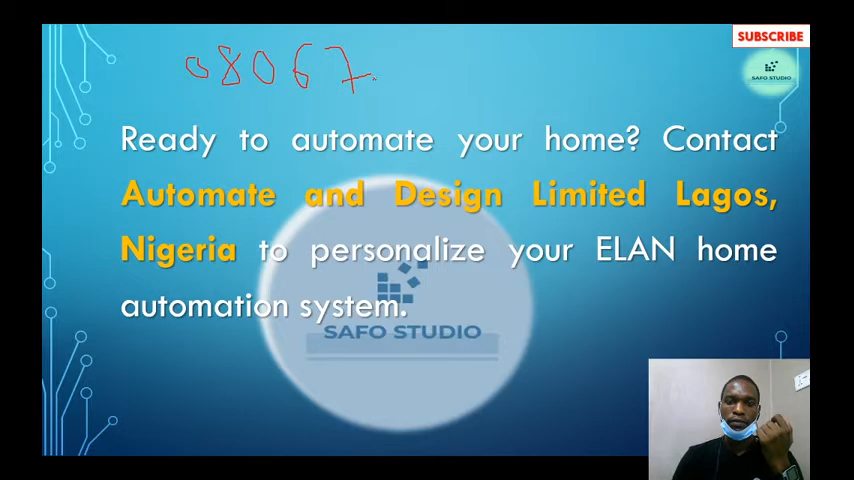 SUBSCRIBE
08067
SAFO STUDIO
Ready to automate your home? Contact
Automate and Design Limited Lagos,
Nigeria to personalize your ELAN home
automation system.
SAFO STUDIO